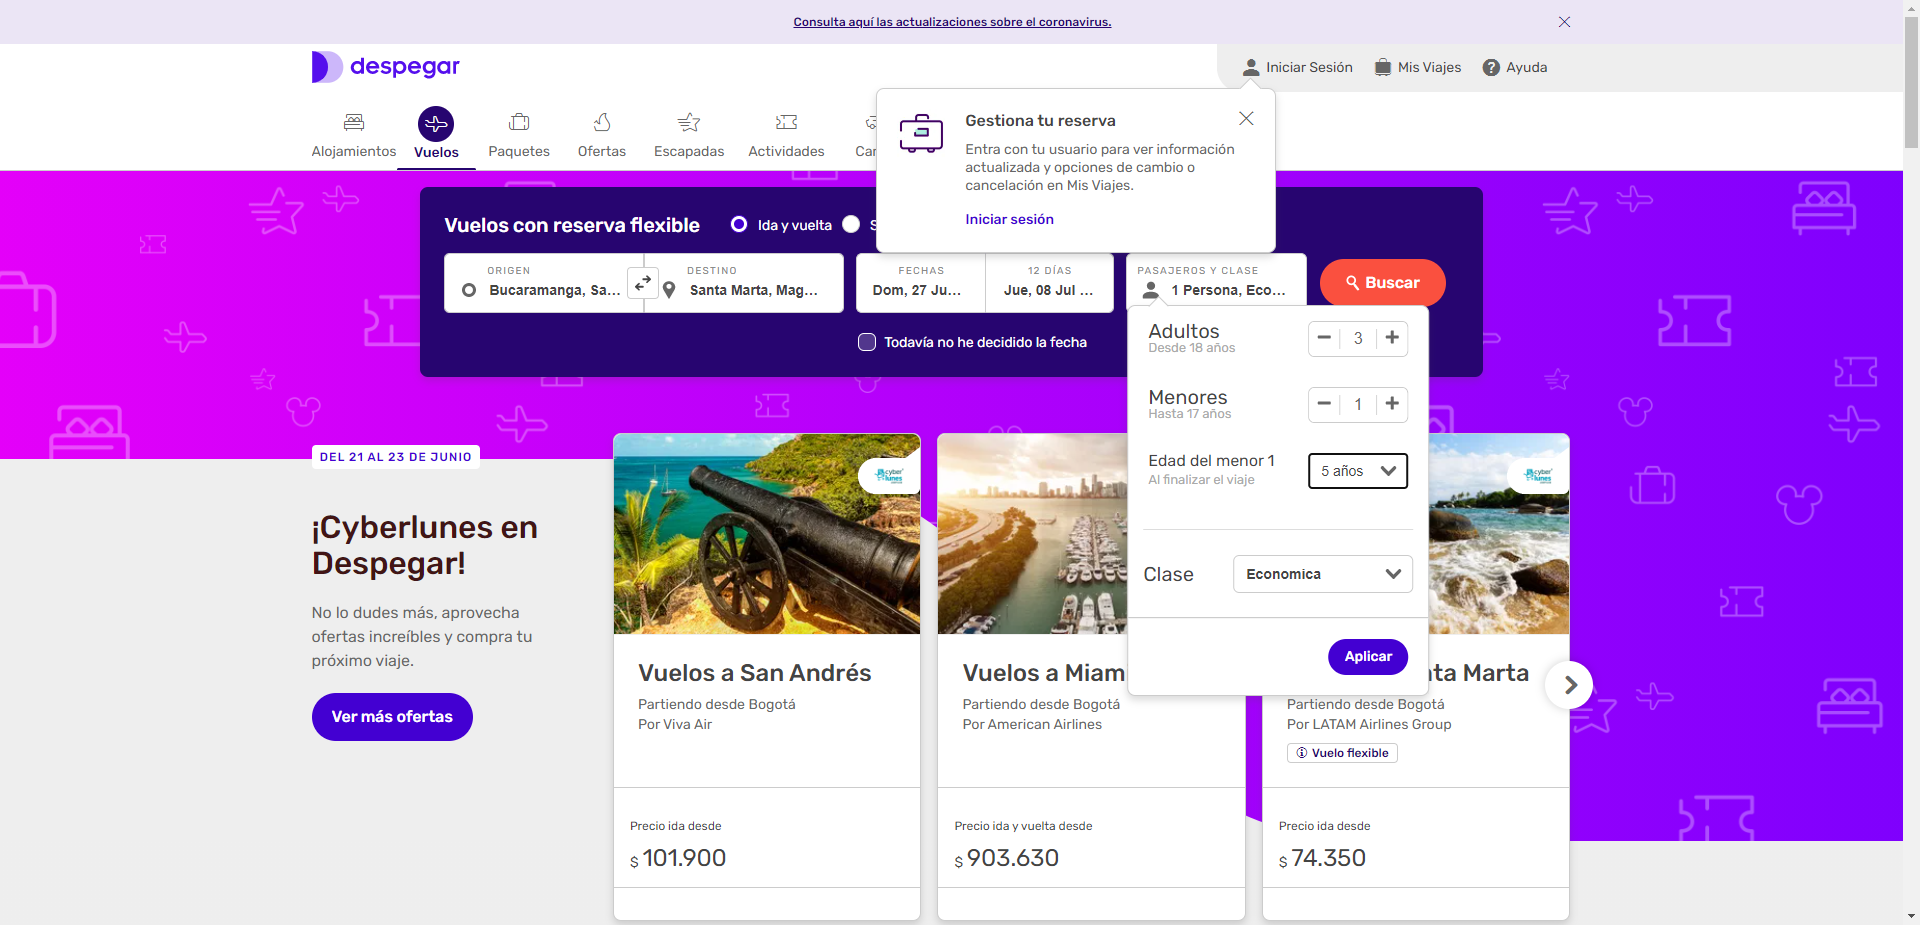 Consulta aquí las actualizaciones sobre el coronavirus.
despegar
Iniciar Sesión
Mis Viajes
Ayuda
Alojamientos
Vuelos
Paquetes
Ofertas
Escapadas
Actividades
Gestiona tu reserva
Entra con tu usuario para ver información
actualizada y opciones de cambio o
cancelación en Mis Viajes.
Iniciar sesión
Vuelos con reserva flexible
Ida y vuelta
ORIGEN
Bucaramanga, Sa...
DESTINO
Santa Marta, Mag...
FECHAS
Dom, 27 Ju...
12 DÍAS
Jue, 08 Jul ...
PASAJEROS Y CLASE
1 Persona, Eco...
Buscar
Todavía no he decidido la fecha
Adultos
Desde 18 años
3
Menores
Hasta 17 años
1
Edad del menor 1
Al finalizar el viaje
5 años
Clase
Economica
Aplicar
DEL 21 AL 23 DE JUNIO
¡Cyberlunes en
Despegar!
No lo dudes más, aprovecha
ofertas increíbles y compra tu
próximo viaje.
Ver más ofertas
cyber
lunes
Vuelos a San Andrés
Partiendo desde Bogotá
Por Viva Air
Precio ida desde
$ 101.900
Vuelos a Miam
Partiendo desde Bogotá
Por American Airlines
Precio ida y vuelta desde
$ 903.630
cyber
lunes
ta Marta
Partiendo desde Bogotá
Por LATAM Airlines Group
Vuelo flexible
Precio ida desde
$ 74.350